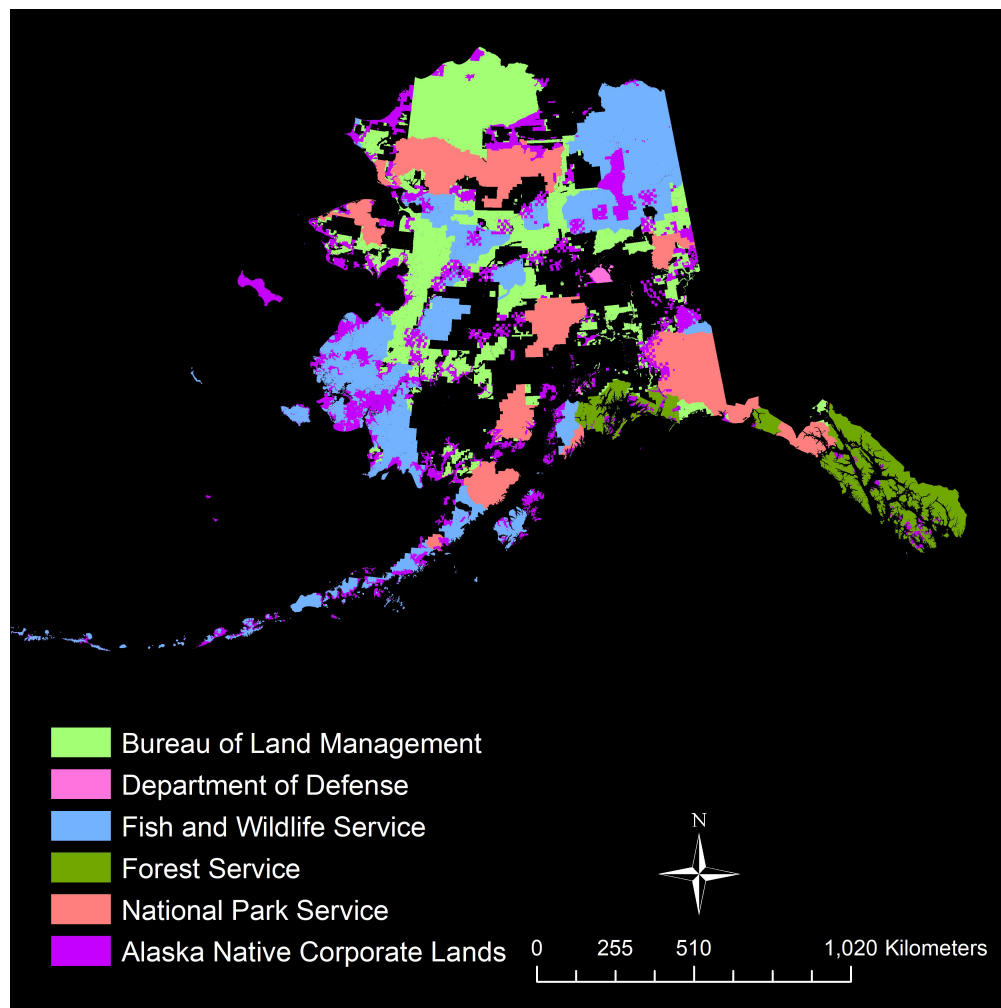 Bureau of Land Management
Department of Defense
Fish and Wildlife Service
Forest Service
National Park Service
Alaska Native Corporate Lands
N
0 255 510 1,020 Kilometers